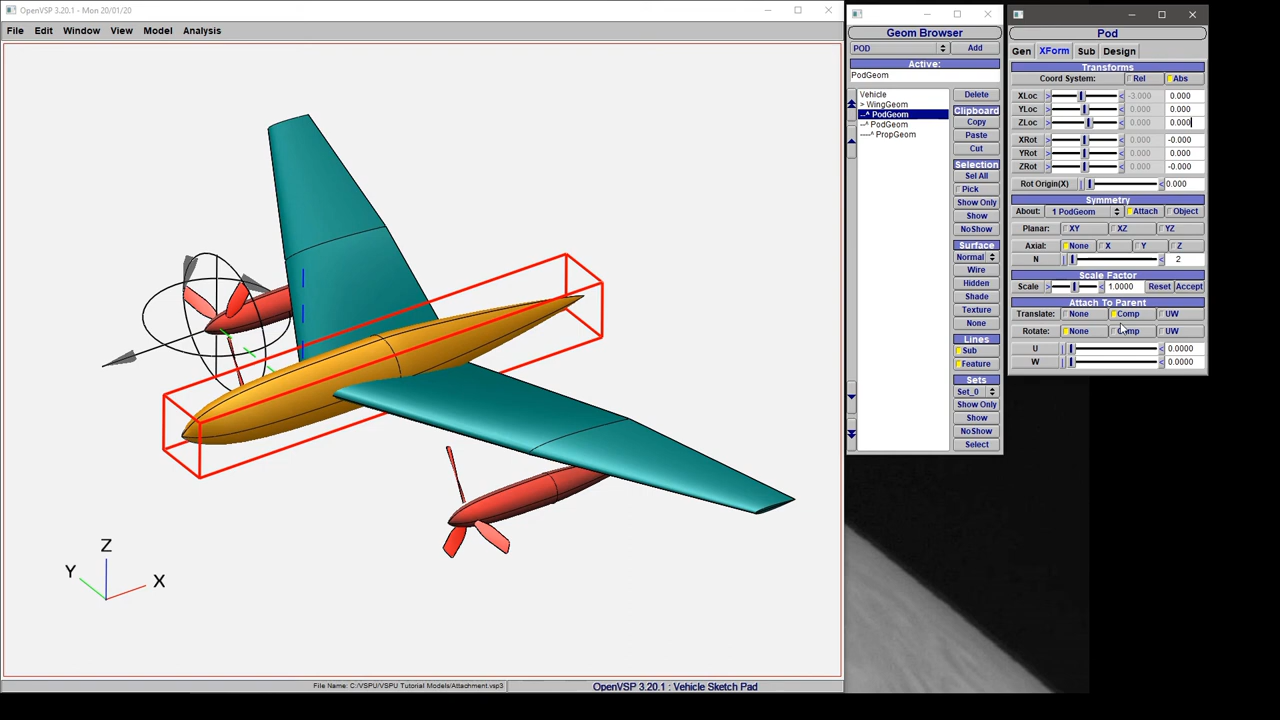 OpenVSP 3.20.1 - Mon 20/01/20
File Edit Window View Model Analysis
Z
Y
X
File Name: C:/VSPU/VSPU Tutorial Models/Attachment.vsp3
OpenVSP 3.20.1 : Vehicle Sketch Pad
Geom Browser
POD Add
Active:
PodGeom
Vehicle
> WingGeom
--^ PodGeom
--^ PodGeom
----^ PropGeom
Delete
Clipboard
Copy
Paste
Cut
Selection
Sel All
Pick
Show Only
Show
NoShow
Surface
Normal
Wire
Hidden
Shade
Texture
None
Lines
Sub
Feature
Sets
Set_0
Show Only
Show
NoShow
Select
Pod
Gen XForm Sub Design
Transforms
Coord System: Rel Abs
XLoc > < -3.000 0.000
YLoc > < 0.000 0.000
ZLoc > < 0.000 0.000
XRot > < 0.000 -0.000
YRot > < 0.000 0.000
ZRot > < 0.000 -0.000
Rot Origin(X) | < 0.000
Symmetry
About: 1 PodGeom Attach Object
Planar: XY XZ YZ
Axial: None X Y Z
N | < 2
Scale Factor
Scale > < 1.0000 Reset Accept
Attach To Parent
Translate: None Comp UW
Rotate: None Comp UW
U | < 0.0000
W | < 0.0000